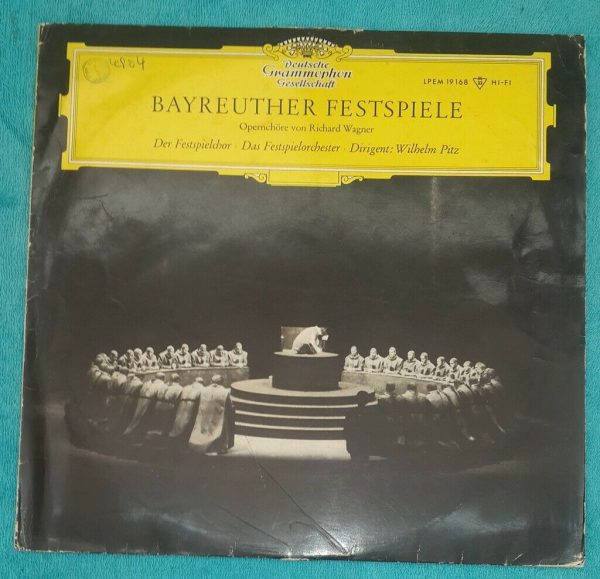 Deutsche
Grammophon
Gesellschaft
LPEM 19168 33 HI-FI
BAYREUTHER FESTSPIELE
Opernchöre von Richard Wagner
Der Festspielchor · Das Festspielorchester · Dirigent: Wilhelm Pitz